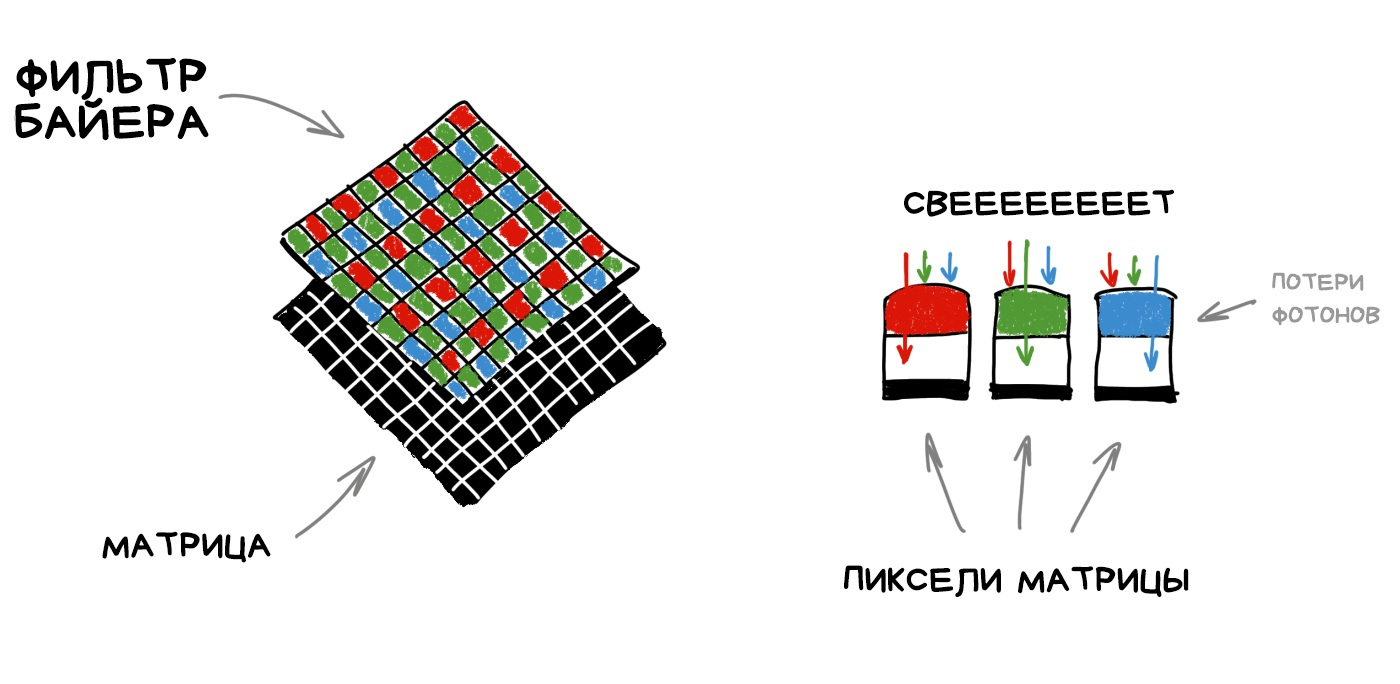 ФИЛЬТР
БАЙЕРА
МАТРИЦА
СВЕЕЕЕЕЕЕЕТ
ПОТЕРИ
ФОТОНОВ
ПИКСЕЛИ МАТРИЦЫ